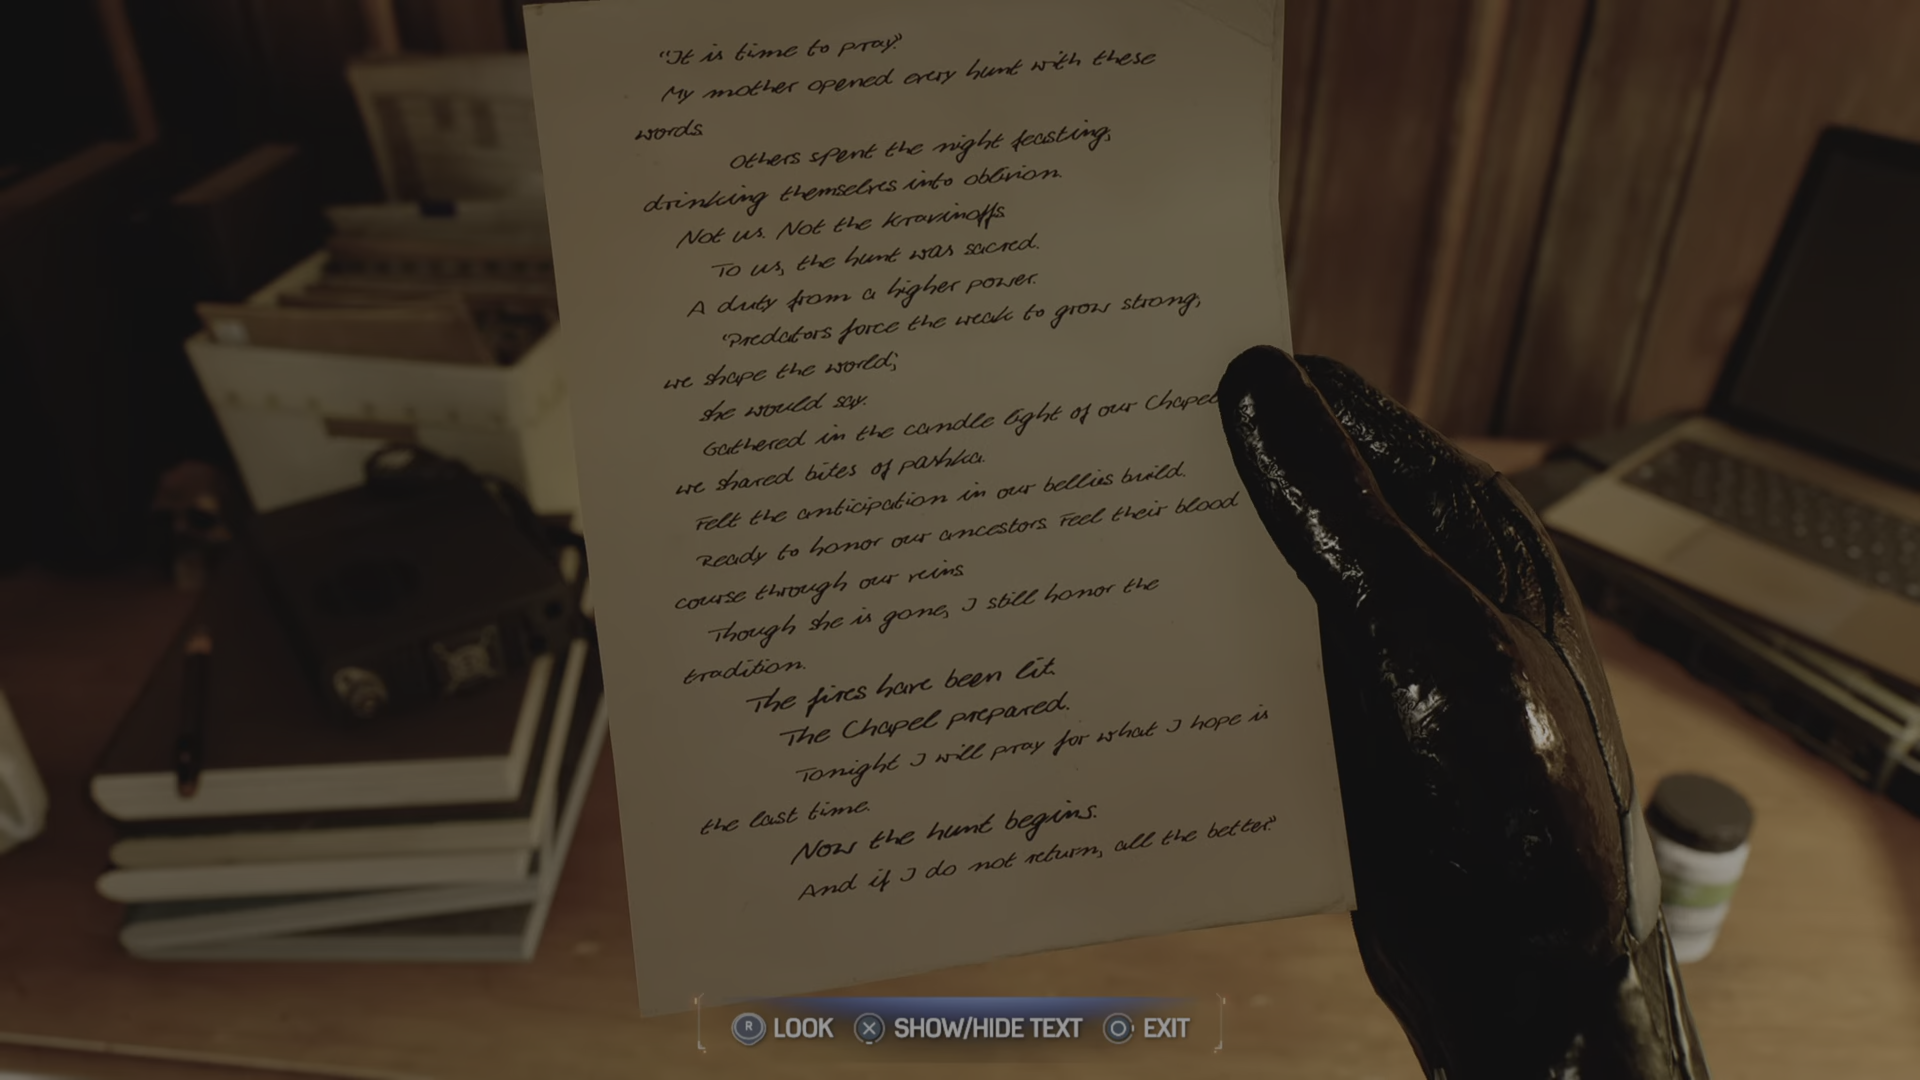 "It is time to pray."
My mother opened every hunt with these
words.
Others spent the night feasting,
drinking themselves into oblivion.
Not us. Not the Kravinoffs.
To us, the hunt was sacred.
A duty from a higher power.
'Predators force the weak to grow strong,
we shape the world,'
she would say.
Gathered in the candle light of our Chapel
we shared bites of pashka.
Felt the anticipation in our bellies build.
Ready to honor our ancestors. Feel their blood
course through our veins.
Though she is gone, I still honor the
tradition.
The fires have been lit.
The Chapel prepared.
Tonight I will pray for what I hope is
the last time.
Now the hunt begins.
And if I do not return, all the better."
R LOOK X SHOW/HIDE TEXT O EXIT